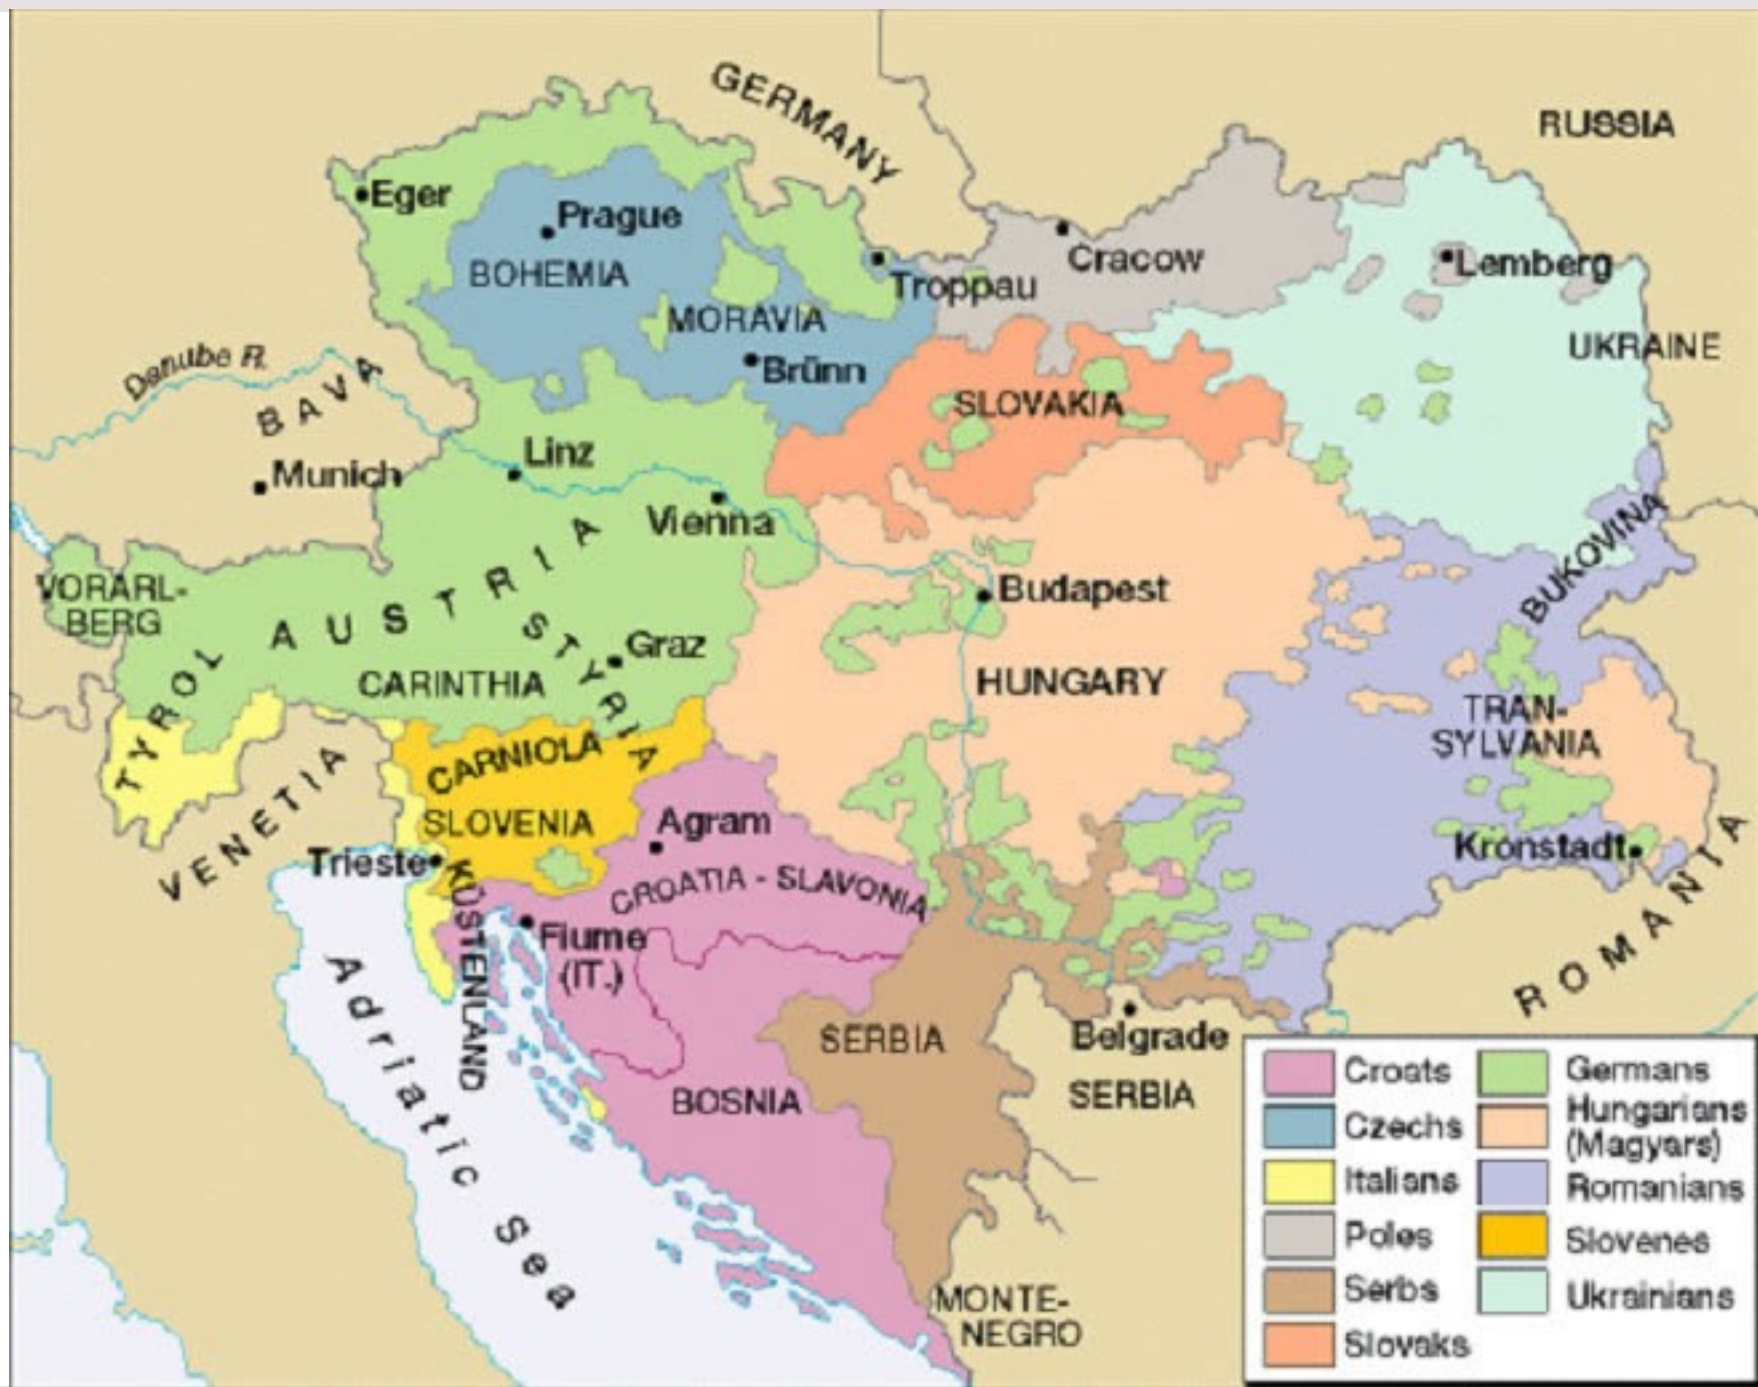 GERMANY
RUSSIA
Eger
Prague
BOHEMIA
Cracow
Lemberg
Troppau
MORAVIA
UKRAINE
Danube R.
BAVA
Brünn
SLOVAKIA
Munich
Linz
Vienna
BUKOVINA
VORARL-
BERG
TYROL
AUSTRIA
STYRIA
Graz
Budapest
CARINTHIA
HUNGARY
TRAN-
SYLVANIA
CARNIOLA
VENETIA
SLOVENIA
Agram
Trieste
Kronstadt
ROMANIA
KÜSTENLAND
CROATIA - SLAVONIA
Fiume
(IT.)
Adriatic Sea
SERBIA
Belgrade
SERBIA
BOSNIA
MONTE-
NEGRO
Croats
Czechs
Italians
Poles
Serbs
Slovaks
Germans
Hungarians
(Magyars)
Romanians
Slovenes
Ukrainians